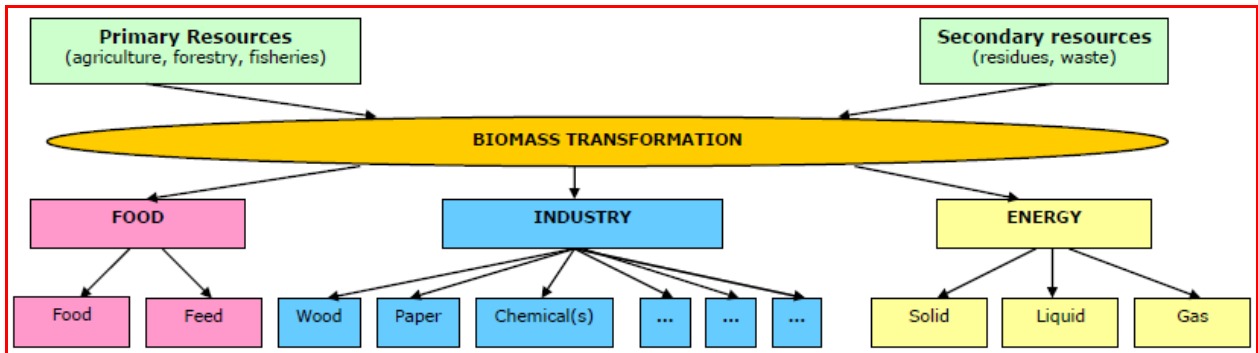 Primary Resources
(agriculture, forestry, fisheries)
Secondary resources
(residues, waste)
BIOMASS TRANSFORMATION
FOOD
INDUSTRY
ENERGY
Food
Feed
Wood
Paper
Chemical(s)
...
...
...
Solid
Liquid
Gas